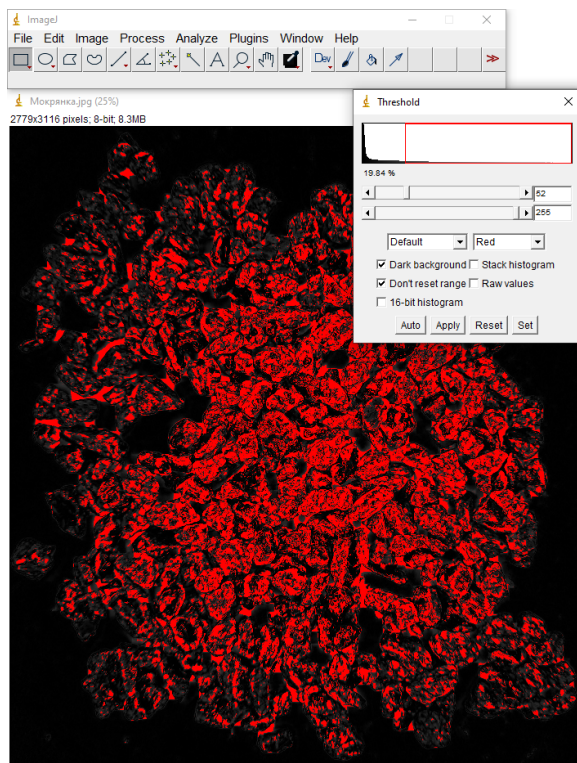 ImageJ
File Edit Image Process Analyze Plugins Window Help
A Dev >>
Мокрянка.jpg (25%)
2779x3116 pixels; 8-bit; 8.3MB
Threshold
19.84 %
52
255
Default Red
Dark background Stack histogram
Don't reset range Raw values
16-bit histogram
Auto Apply Reset Set